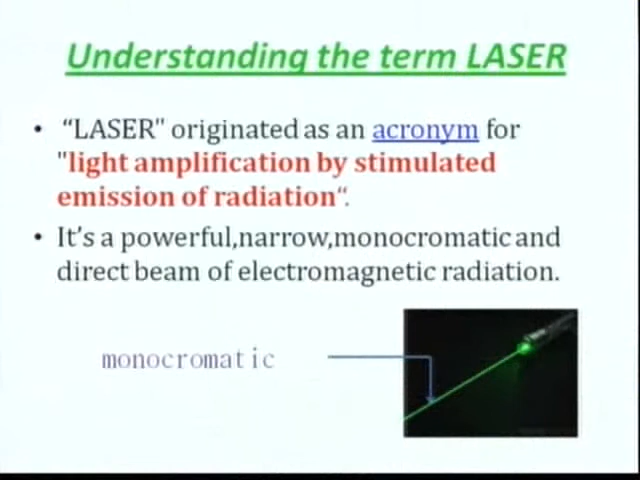 Understanding the term LASER
• “LASER" originated as an acronym for
"light amplification by stimulated
emission of radiation“.
• It's a powerful,narrow,monocromatic and
direct beam of electromagnetic radiation.
monocromatic